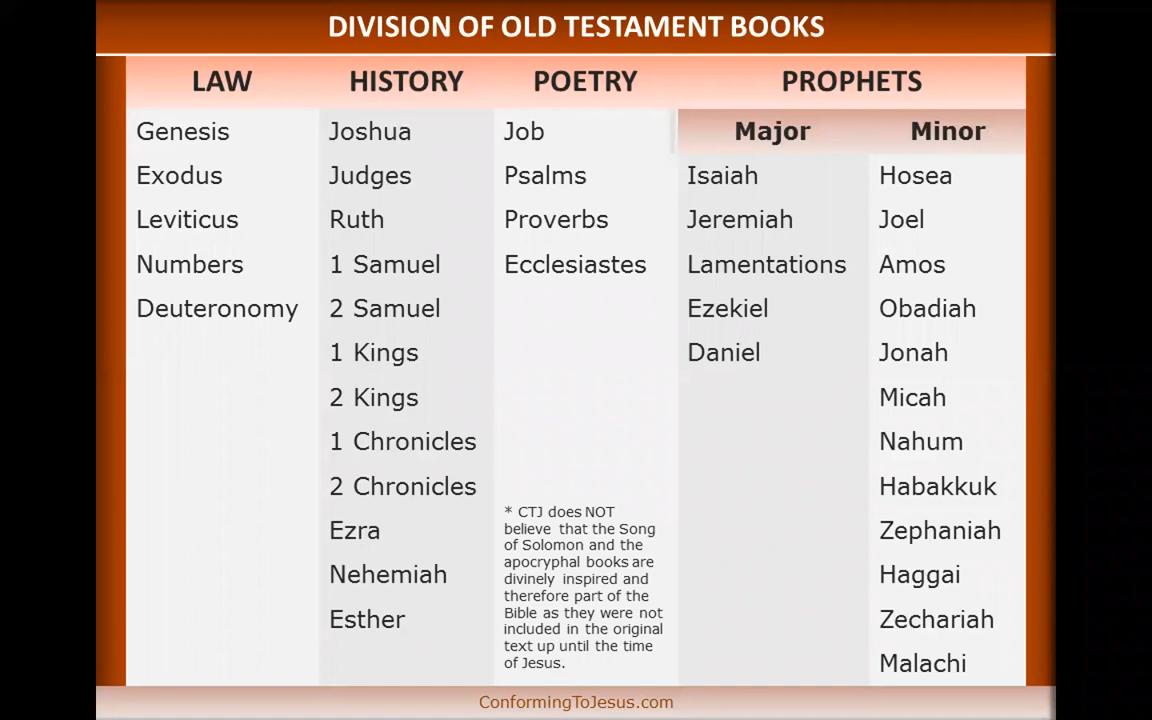 DIVISION OF OLD TESTAMENT BOOKS
LAW
Genesis
Exodus
Leviticus
Numbers
Deuteronomy
HISTORY
Joshua
Judges
Ruth
1 Samuel
2 Samuel
1 Kings
2 Kings
1 Chronicles
2 Chronicles
Ezra
Nehemiah
Esther
POETRY
Job
Psalms
Proverbs
Ecclesiastes
* CTJ does NOT
believe that the Song
of Solomon and the
apocryphal books are
divinely inspired and
therefore part of the
Bible as they were not
included in the original
text up until the time
of Jesus.
PROPHETS
Major
Isaiah
Jeremiah
Lamentations
Ezekiel
Daniel
Minor
Hosea
Joel
Amos
Obadiah
Jonah
Micah
Nahum
Habakkuk
Zephaniah
Haggai
Zechariah
Malachi
ConformingToJesus.com